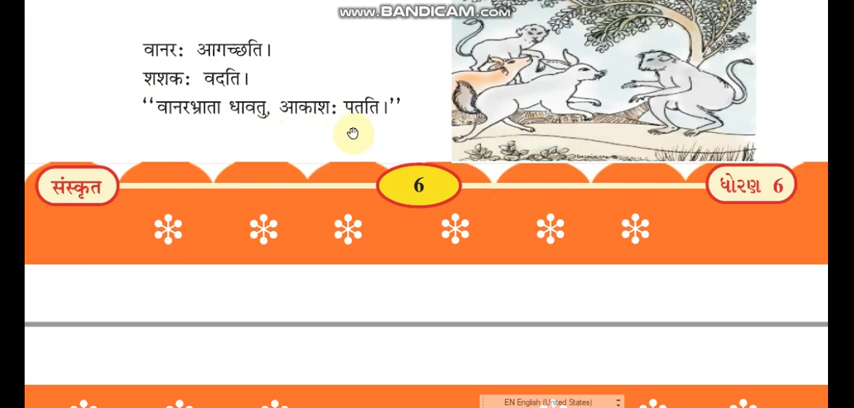 www.BANDICAM.com
वानर: आगच्छति।
शशक: वदति।
‘‘वानरभ्राता धावतु, आकाश: पतति।’’
संस्कृत
6
ધોરણ 6
EN English (United States)